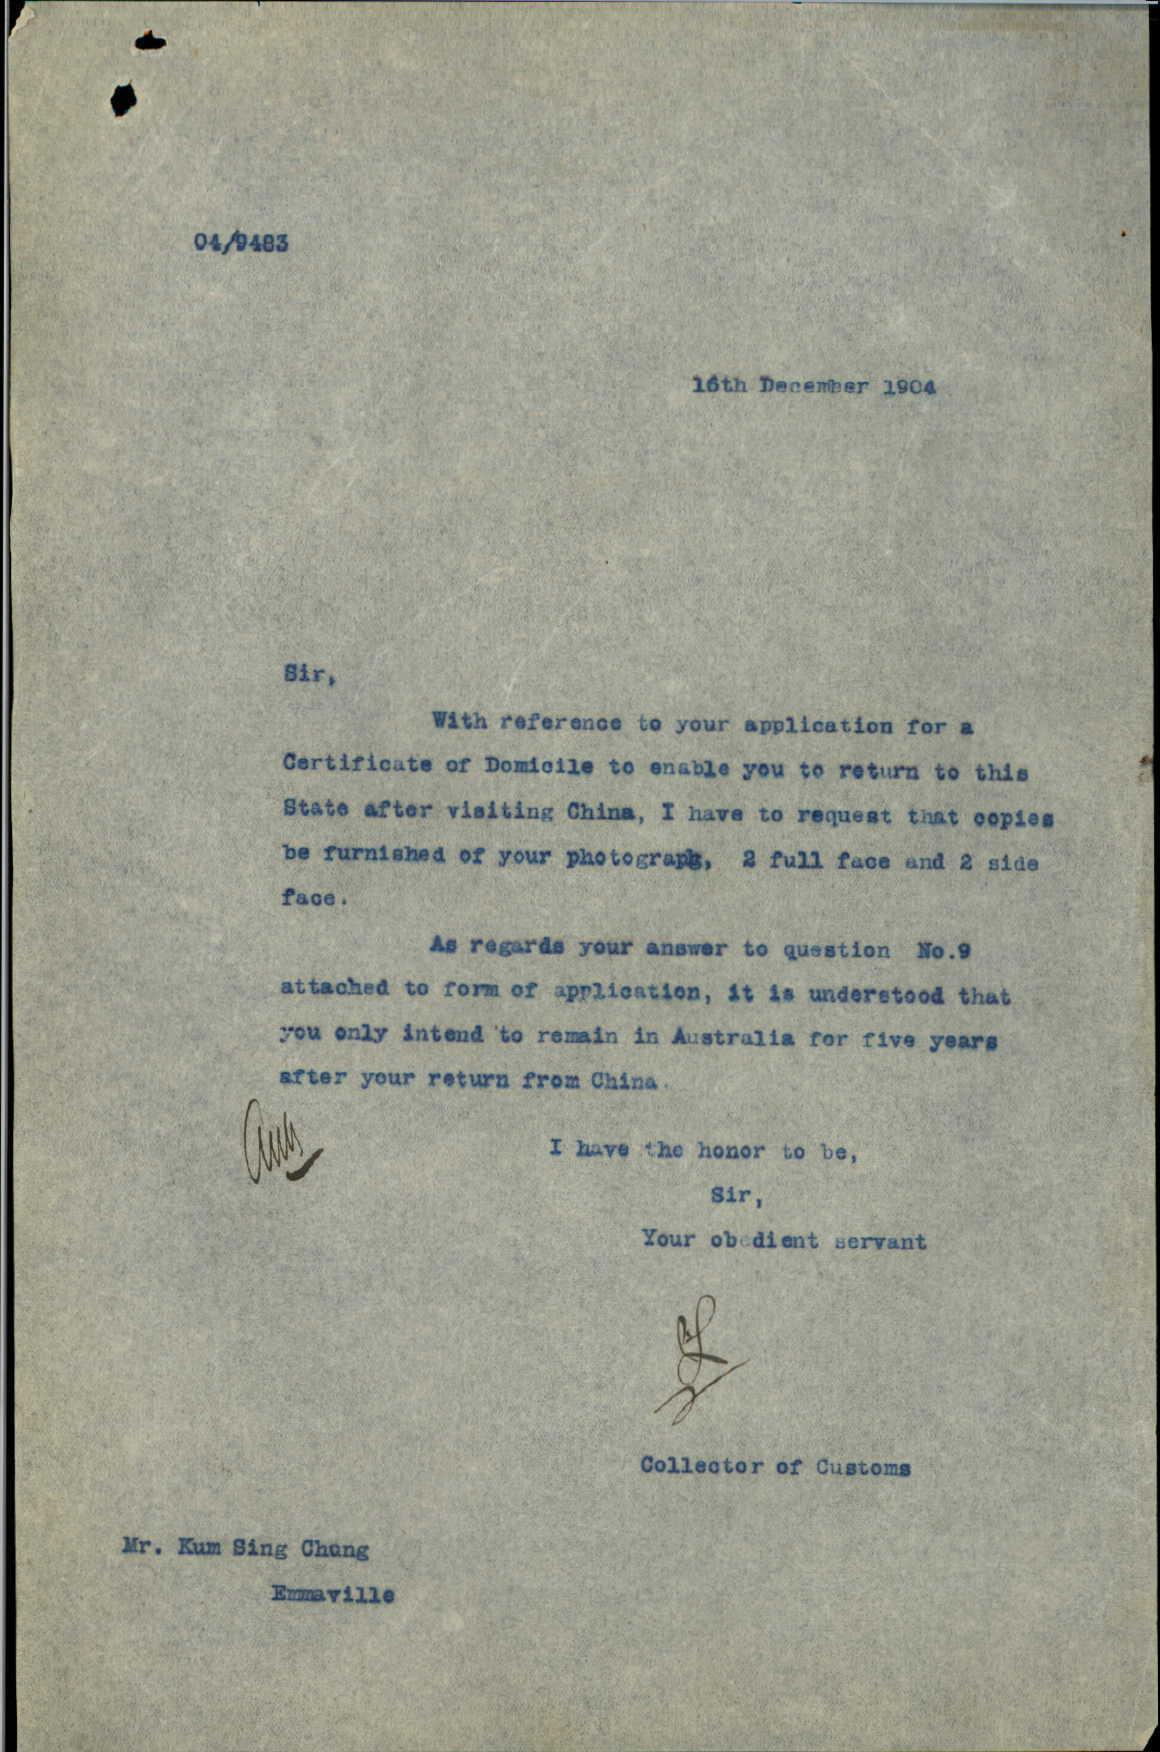 04/9483
16th December 1904
Sir,
With reference to your application for a
Certificate of Domicile to enable you to return to this
State after visiting China, I have to request that copies
be furnished of your photograph, 2 full face and 2 side
face.
As regards your answer to question No.9
attached to form of application, it is understood that
you only intend to remain in Australia for five years
after your return from China.
I have the honor to be,
Sir,
Your obedient servant
Collector of Customs
Mr. Kum Sing Chung
Emmaville